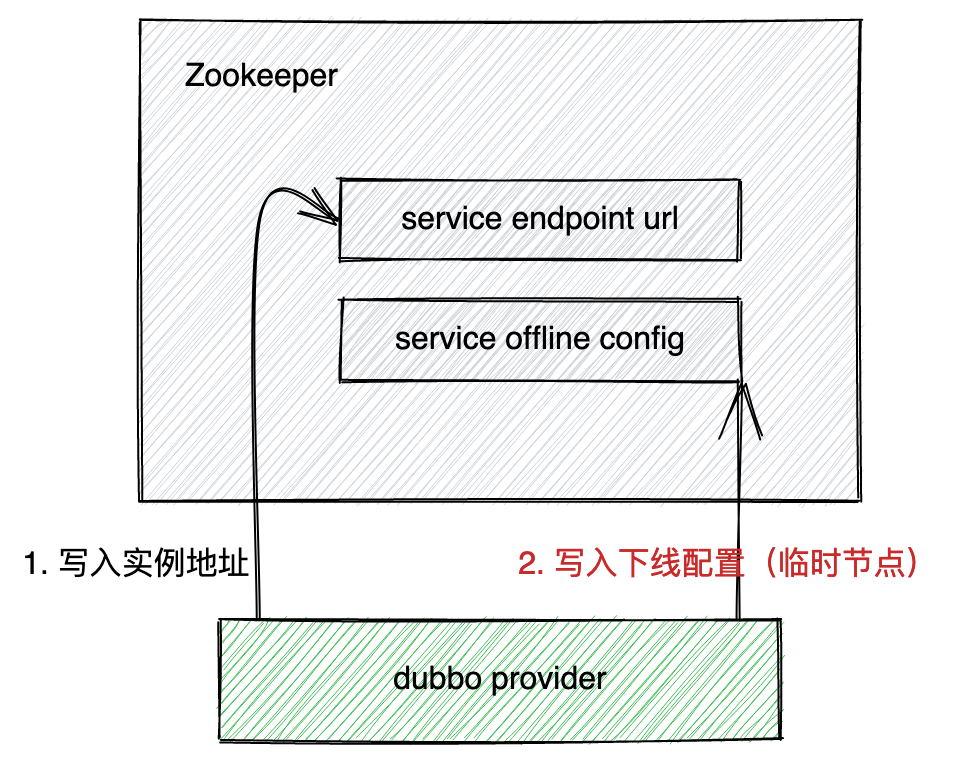 Zookeeper
service endpoint url
service offline config
1. 写入实例地址
2. 写入下线配置（临时节点）
dubbo provider